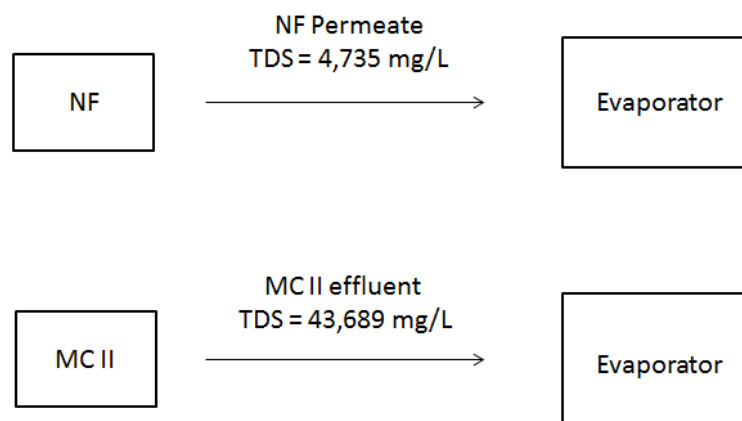 NF Permeate
TDS = 4,735 mg/L
NF
Evaporator
MC II effluent
TDS = 43,689 mg/L
MC II
Evaporator